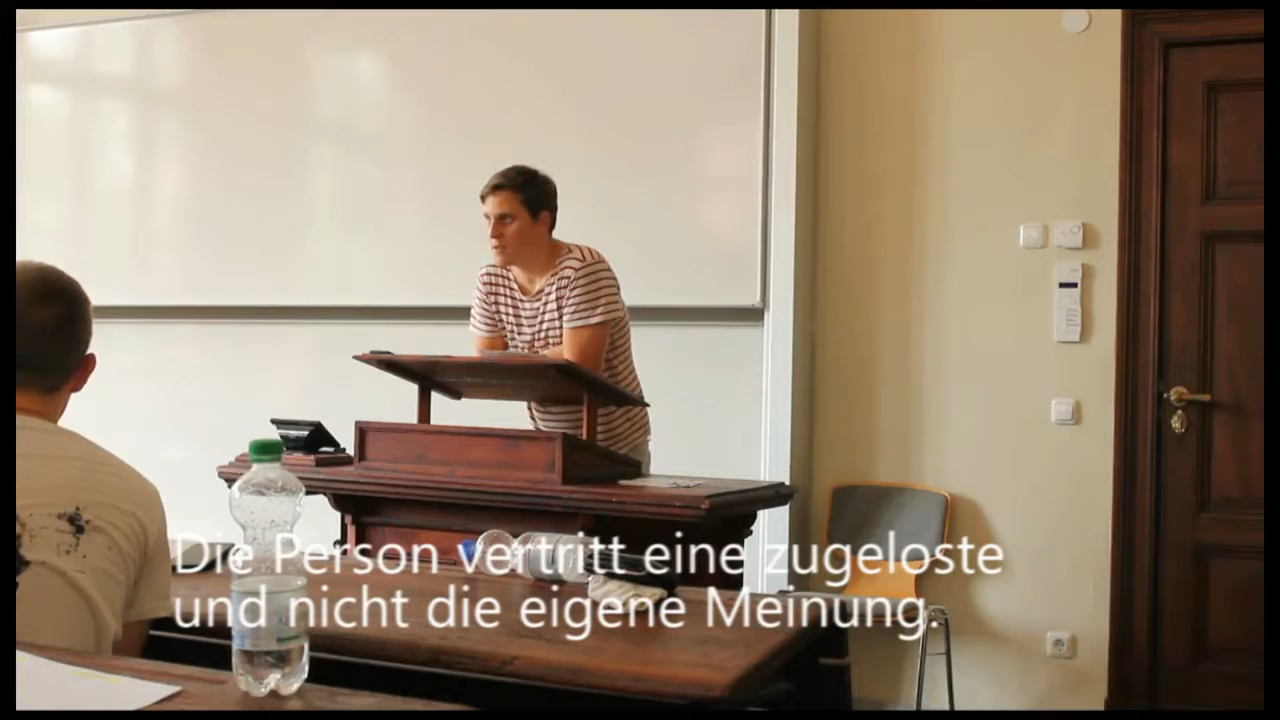 Die Person vertritt eine zugeloste
und nicht die eigene Meinung.